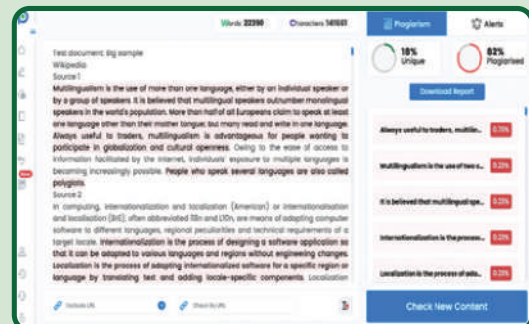 Words: 22390 Characters: 141601
Plagiarism
Alerts
Test document: Big sample
Wikipedia
Source 1
Multilingualism is the use of more than one language, either by an individual speaker or
by a group of speakers. It is believed that multilingual speakers outnumber monolingual
speakers in the world's population. More than half of all Europeans claim to speak at least
one language other than their mother tongue; but many read and write in one language.
Always useful to traders, multilingualism is advantageous for people wanting to
participate in globalization and cultural openness. Owing to the ease of access to
information facilitated by the Internet, individuals' exposure to multiple languages is
becoming increasingly possible. People who speak several languages are also called
polyglots.
Source 2
In computing, internationalization and localization (American) or internationalisation
and localisation (BrE), often abbreviated i18n and L10n, are means of adapting computer
software to different languages, regional peculiarities and technical requirements of a
target locale. Internationalization is the process of designing a software application so
that it can be adapted to various languages and regions without engineering changes.
Localization is the process of adapting internationalized software for a specific region or
language by translating text and adding locale-specific components. Localization
Exclude URL
Check By URL
18%
Unique
82%
Plagiarised
Download Report
Always useful to traders, multilin...
Multilingualism is the use of two o...
It is believed that multilingual spe... 0.23%
Internationalization is the process... 0.23%
Localization is the process of ada... 0.23%
Check New Content